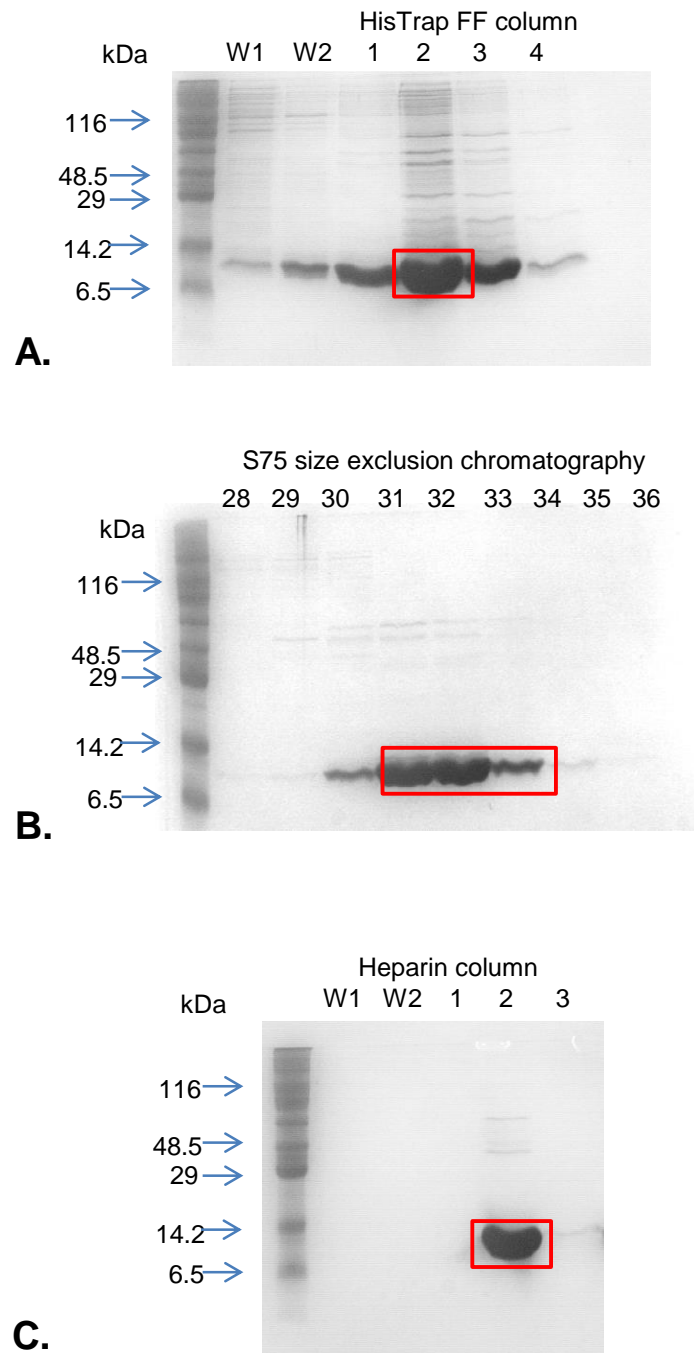 HisTrap FF column
kDa W1 W2 1 2 3 4
116
48.5
29
14.2
6.5
A.
S75 size exclusion chromatography
28 29 30 31 32 33 34 35 36
kDa
116
48.5
29
14.2
6.5
B.
Heparin column
kDa W1 W2 1 2 3
116
48.5
29
14.2
6.5
C.